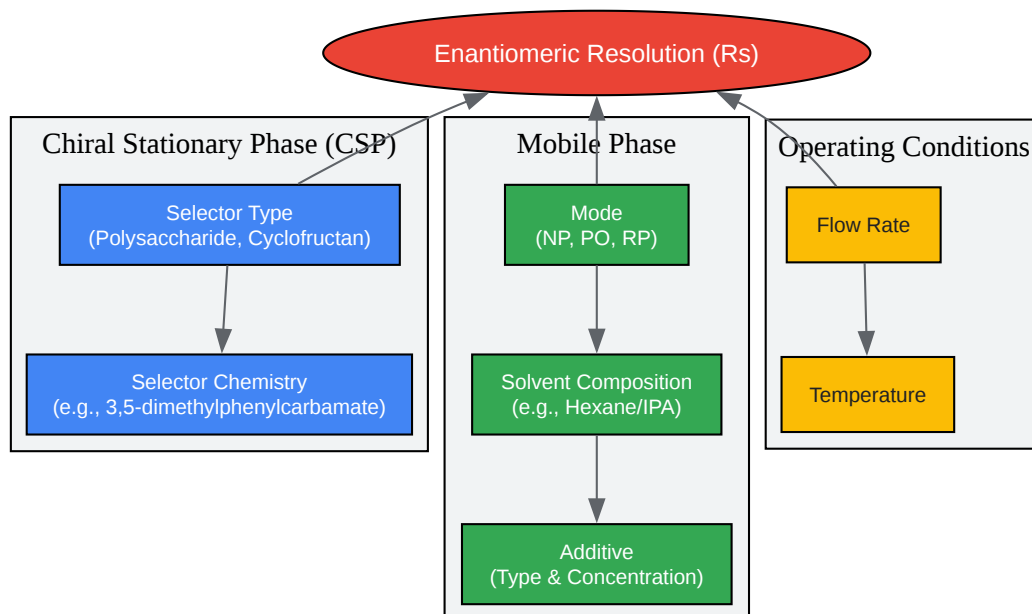 Enantiomeric Resolution (Rs)
Chiral Stationary Phase (CSP)
Selector Type
(Polysaccharide, Cyclofructan)
Selector Chemistry
(e.g., 3,5-dimethylphenylcarbamate)
Mobile Phase
Mode
(NP, PO, RP)
Solvent Composition
(e.g., Hexane/IPA)
Additive
(Type & Concentration)
Operating Conditions
Flow Rate
Temperature